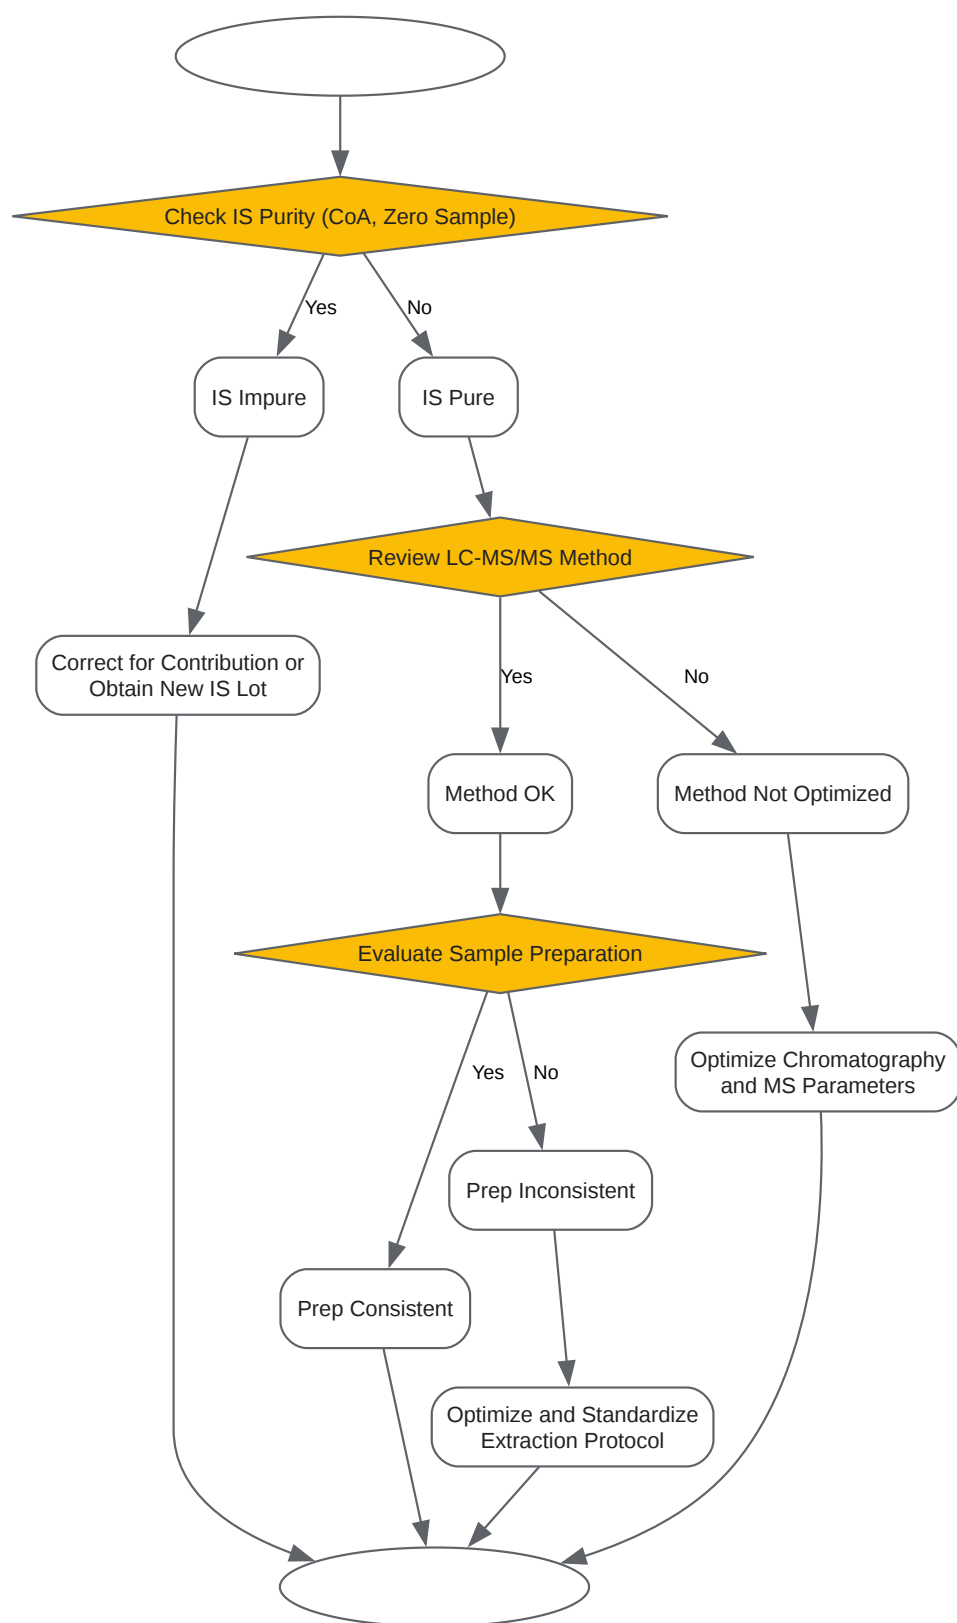 Check IS Purity (CoA, Zero Sample)
Yes
No
IS Impure
IS Pure
Review LC-MS/MS Method
Correct for Contribution or
Obtain New IS Lot
Yes
No
Method OK
Method Not Optimized
Evaluate Sample Preparation
Optimize Chromatography
and MS Parameters
Yes
No
Prep Inconsistent
Prep Consistent
Optimize and Standardize
Extraction Protocol